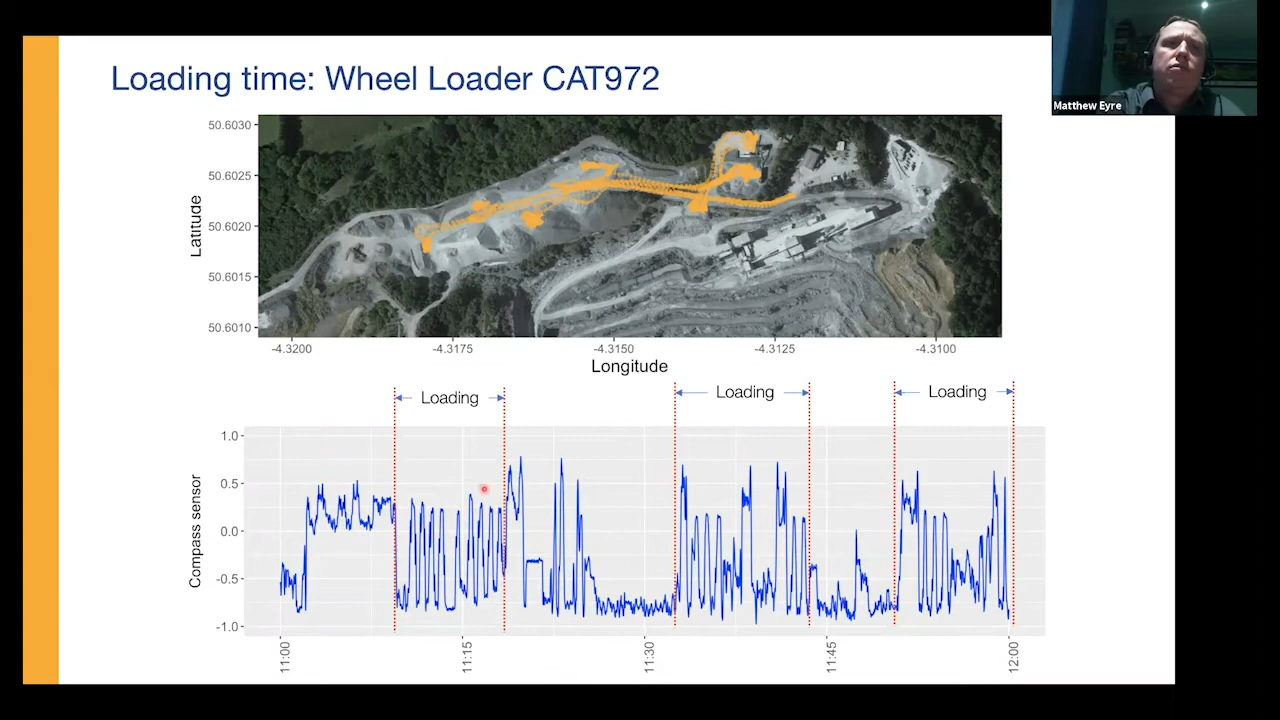 Loading time: Wheel Loader CAT972
Matthew Eyre
50.6030
50.6025
50.6020
50.6015
50.6010
Latitude
-4.3200
-4.3175
-4.3150
-4.3125
-4.3100
Longitude
Loading
Loading
Loading
1.0
0.5
0.0
-0.5
-1.0
Compass sensor
11:00
11:15
11:30
11:45
12:00